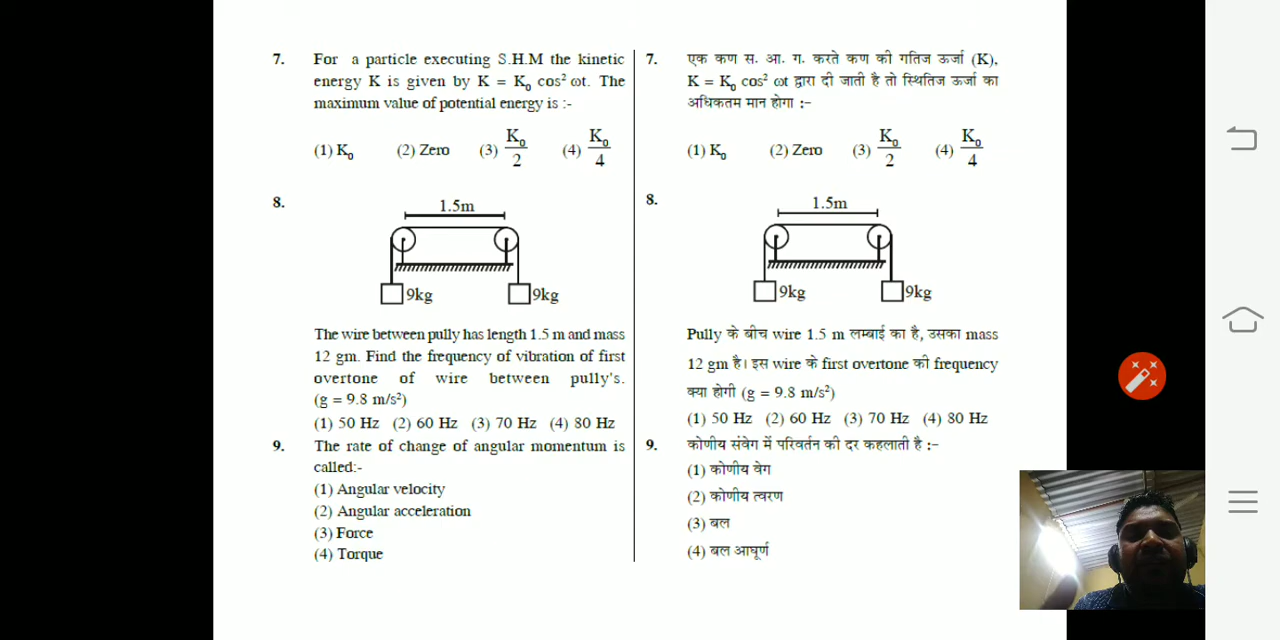 7. For a particle executing S.H.M the kinetic
energy K is given by K = K₀ cos² ωt. The
maximum value of potential energy is :-
(1) K₀ (2) Zero (3) K₀/2 (4) K₀/4
8.
1.5m
9kg 9kg
The wire between pully has length 1.5 m and mass
12 gm. Find the frequency of vibration of first
overtone of wire between pully's.
(g = 9.8 m/s²)
(1) 50 Hz (2) 60 Hz (3) 70 Hz (4) 80 Hz
9. The rate of change of angular momentum is
called:-
(1) Angular velocity
(2) Angular acceleration
(3) Force
(4) Torque
7. एक कण स. आ. ग. करते कण की गतिज ऊर्जा (K),
K = K₀ cos² ωt द्वारा दी जाती है तो स्थितिज ऊर्जा का
अधिकतम मान होगा :-
(1) K₀ (2) Zero (3) K₀/2 (4) K₀/4
8.
1.5m
9kg 9kg
Pully के बीच wire 1.5 m लम्बाई का है, उसका mass
12 gm है। इस wire के first overtone की frequency
क्या होगी (g = 9.8 m/s²)
(1) 50 Hz (2) 60 Hz (3) 70 Hz (4) 80 Hz
9. कोणीय संवेग में परिवर्तन की दर कहलाती है :-
(1) कोणीय वेग
(2) कोणीय त्वरण
(3) बल
(4) बल आघूर्ण